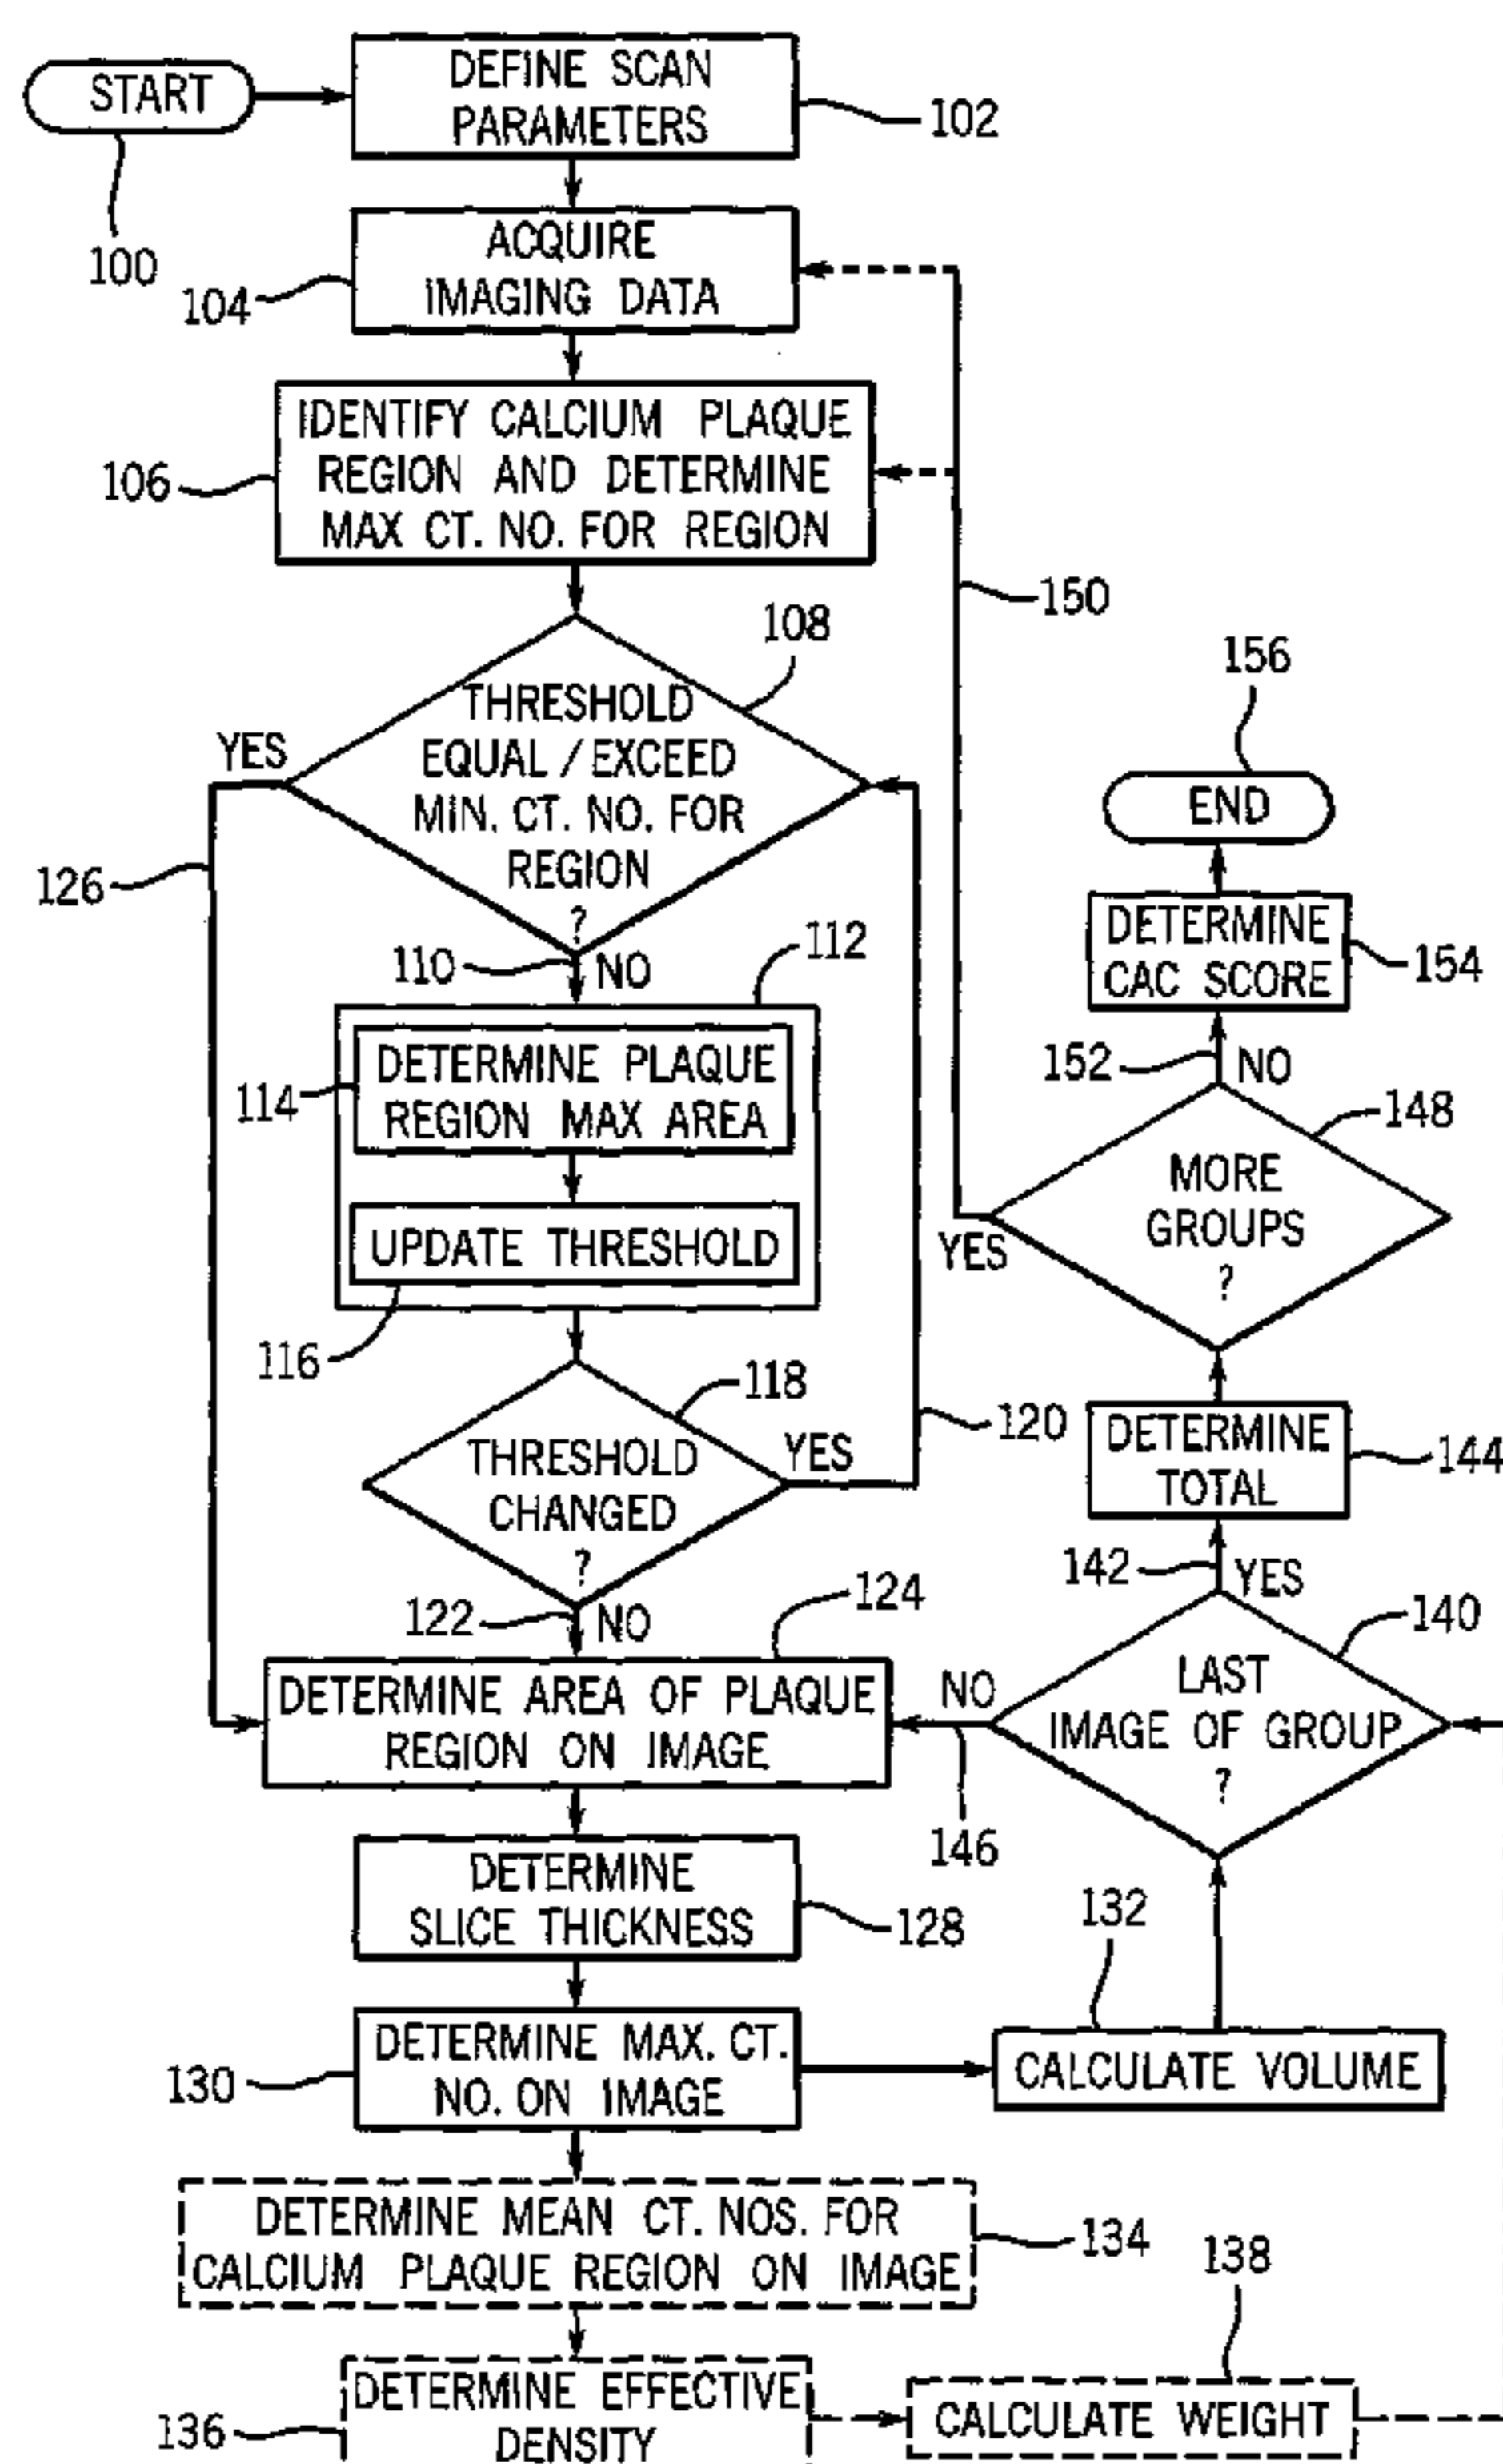 START
100
DEFINE SCAN
PARAMETERS
102
ACQUIRE
IMAGING DATA
104
IDENTIFY CALCIUM PLAQUE
REGION AND DETERMINE
MAX CT. NO. FOR REGION
106
150
THRESHOLD
EQUAL / EXCEED
MIN. CT. NO. FOR
REGION
?
108
YES
126
110
NO
112
DETERMINE PLAQUE
REGION MAX AREA
114
UPDATE THRESHOLD
116
THRESHOLD
CHANGED
?
118
YES
120
122
NO
124
DETERMINE AREA OF PLAQUE
REGION ON IMAGE
DETERMINE
SLICE THICKNESS
128
DETERMINE MAX. CT.
NO. ON IMAGE
130
DETERMINE MEAN CT. NOS. FOR
CALCIUM PLAQUE REGION ON IMAGE
134
DETERMINE EFFECTIVE
DENSITY
136
CALCULATE WEIGHT
138
CALCULATE VOLUME
132
LAST
IMAGE OF GROUP
?
140
NO
146
142
YES
DETERMINE
TOTAL
144
MORE
GROUPS
?
148
YES
152
NO
DETERMINE
CAC SCORE
154
END
156